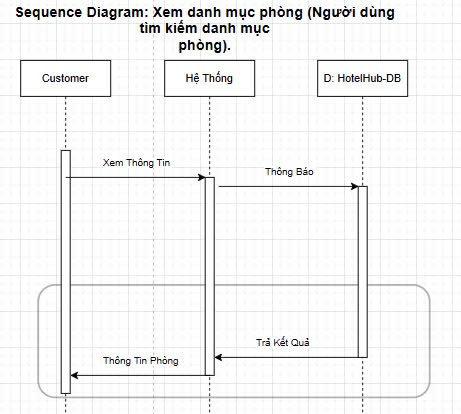 Sequence Diagram: Xem danh mục phòng (Người dùng
tìm kiếm danh mục
phòng).
Customer
Hệ Thống
D: HotelHub-DB
Xem Thông Tin
Thông Báo
Trả Kết Quả
Thông Tin Phòng